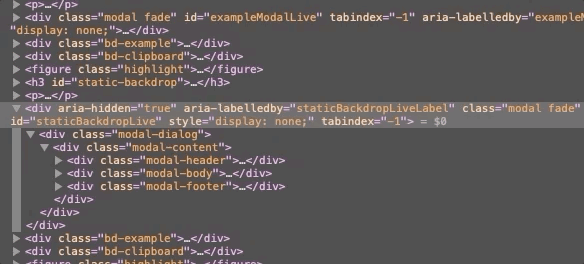 ▶ <p>…</p>
▶ <div class="modal fade" id="exampleModalLive" tabindex="-1" aria-labelledby="exampleM
"display: none;">…</div>
▶ <div class="bd-example">…</div>
▶ <div class="bd-clipboard">…</div>
▶ <figure class="highlight">…</figure>
▶ <h3 id="static-backdrop">…</h3>
▶ <p>…</p>
▼ <div aria-hidden="true" aria-labelledby="staticBackdropLiveLabel" class="modal fade"
id="staticBackdropLive" style="display: none;" tabindex="-1"> = $0
▼ <div class="modal-dialog">
▼ <div class="modal-content">
▶ <div class="modal-header">…</div>
▶ <div class="modal-body">…</div>
▶ <div class="modal-footer">…</div>
</div>
</div>
</div>
▶ <div class="bd-example">…</div>
▶ <div class="bd-clipboard">…</div>
▶ <figure class="highlight">…</figure>